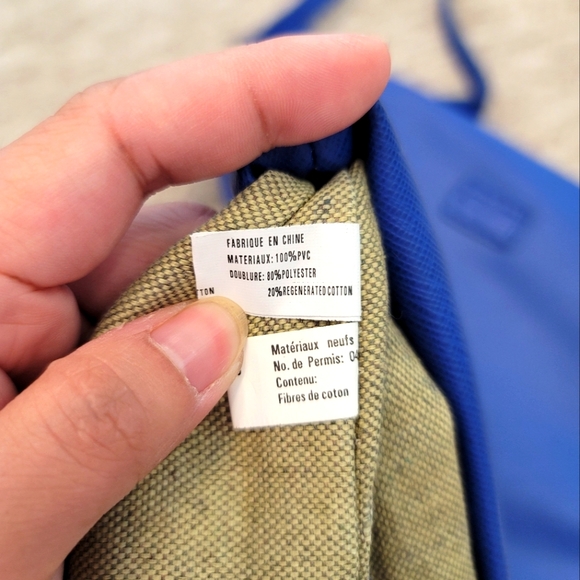 FABRIQUE EN CHINE
MATERIAUX: 100%PVC
DOUBLURE: 80%POLYESTER
20%REGENERATED COTTON
Matériaux neufs
No. de Permis:
Contenu:
Fibres de coton